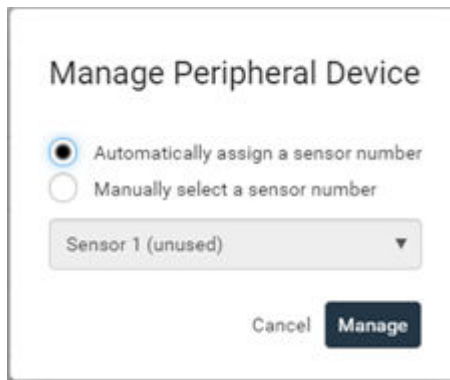 Manage Peripheral Device
Automatically assign a sensor number
Manually select a sensor number
Sensor 1 (unused)
Cancel Manage